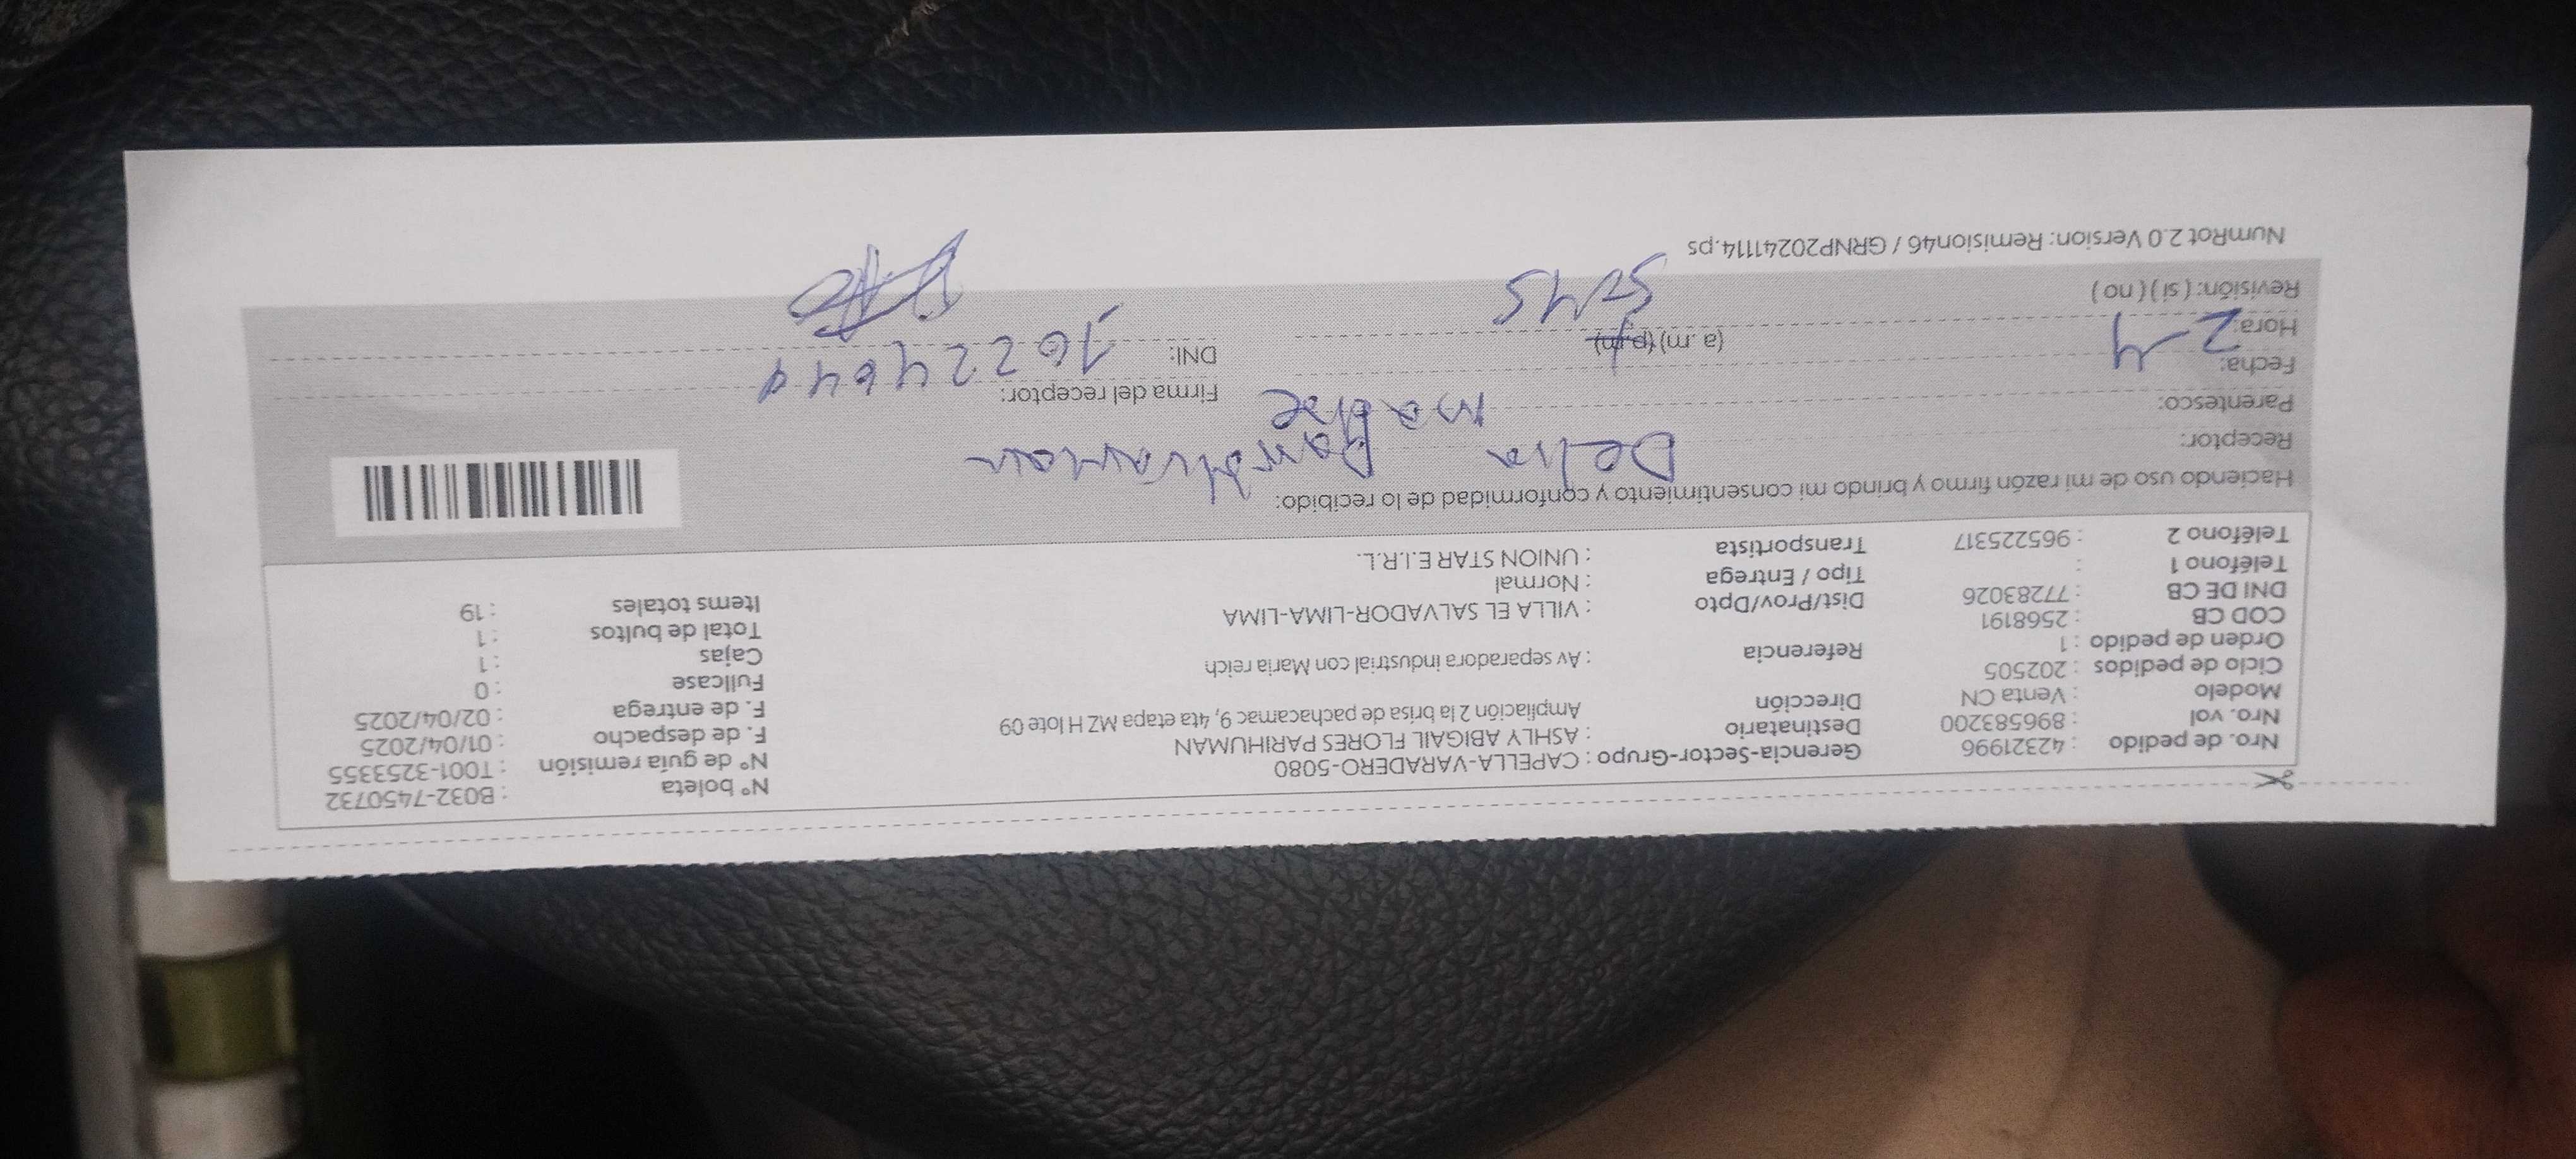 Nro. de pedido : 42321996 Gerencia-Sector-Grupo : CAPELLA-VARADERO-5080 N° boleta : B032-7450732
Nro. vol : 896583200 Destinatario : ASHLY ABIGAIL FLORES PARIHUMAN N° de guía remisión : T001-3253355
Modelo : Venta CN Dirección Ampliación 2 la brisa de pachacamac 9, 4ta etapa MZ H lote 09 F. de despacho : 01/04/2025
Ciclo de pedidos : 202505 F. de entrega : 02/04/2025
Orden de pedido : 1 Referencia : Av separadora industrial con Maria reich Fullcase : 0
COD CB : 2568191 Cajas : 1
DNI DE CB : 77283026 Dist/Prov/Dpto : VILLA EL SALVADOR-LIMA-LIMA Total de bultos : 1
Teléfono 1 : Tipo / Entrega : Normal Items totales : 19
Teléfono 2 : 965225317 Transportista : UNION STAR E.I.R.L.
Haciendo uso de mi razón firmo y brindo mi consentimiento y conformidad de lo recibido:
Receptor: Delia
Parentesco: madre
Fecha: 2-4 Firma del receptor:
Hora: (a.m) (p.m) DNI:
Revisión: ( si ) ( no )
NumRot 2.0 Version: Remision46 / GRNP20241114.ps